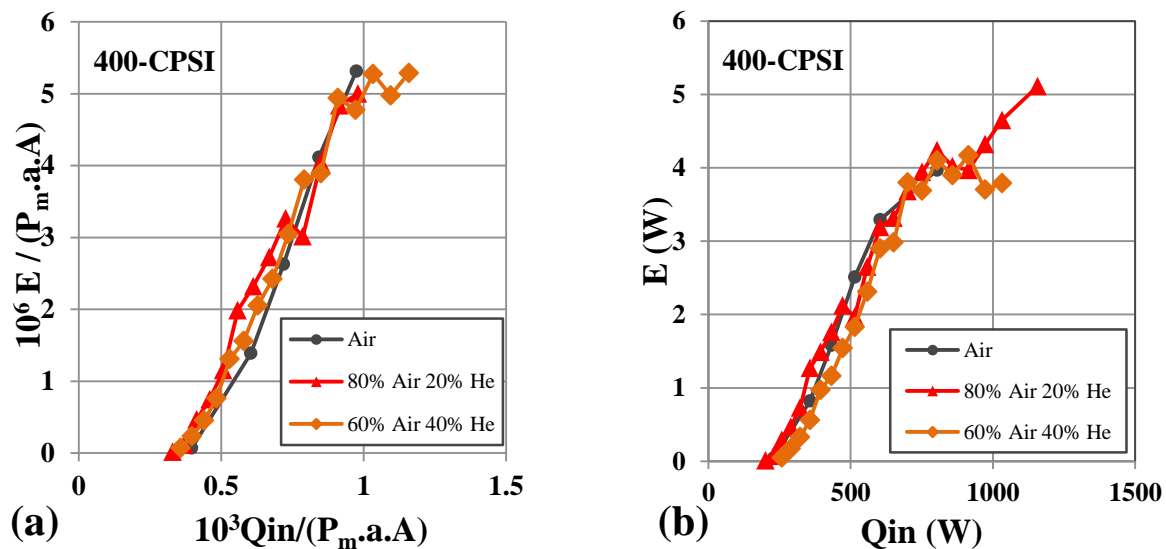 400-CPSI
10⁶ E / (Pₘ.a.A)
6
5
4
3
2
1
0
0 0.5 1 1.5
10³Qin/(Pₘ.a.A)
Air
80% Air 20% He
60% Air 40% He
(a)
400-CPSI
E (W)
6
5
4
3
2
1
0
0 500 1000 1500
Qin (W)
Air
80% Air 20% He
60% Air 40% He
(b)